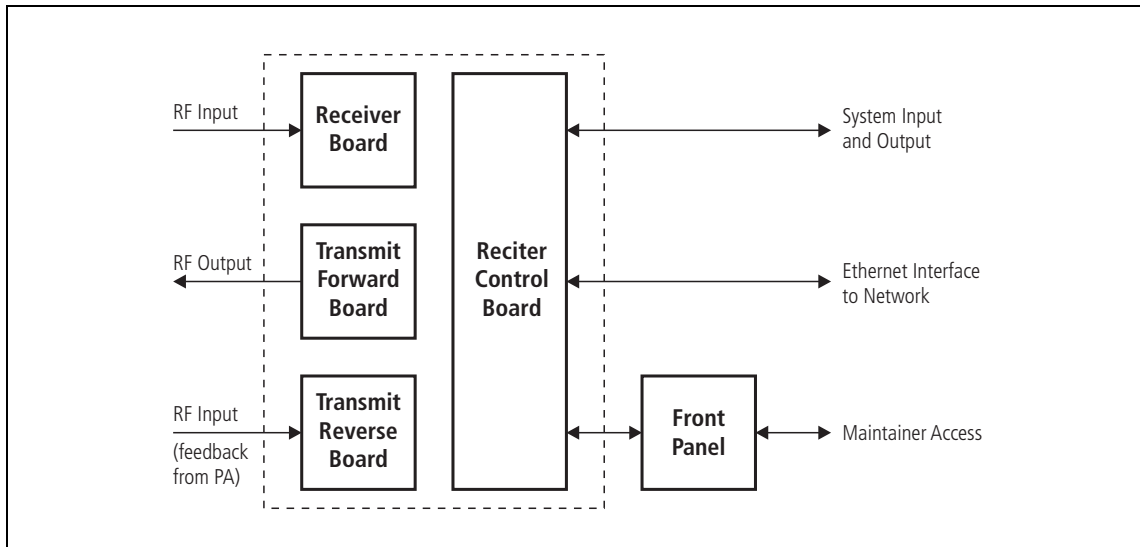 RF Input
Receiver
Board
System Input
and Output
RF Output
Transmit
Forward
Board
Reciter
Control
Board
Ethernet Interface
to Network
RF Input
(feedback
from PA)
Transmit
Reverse
Board
Front
Panel
Maintainer Access